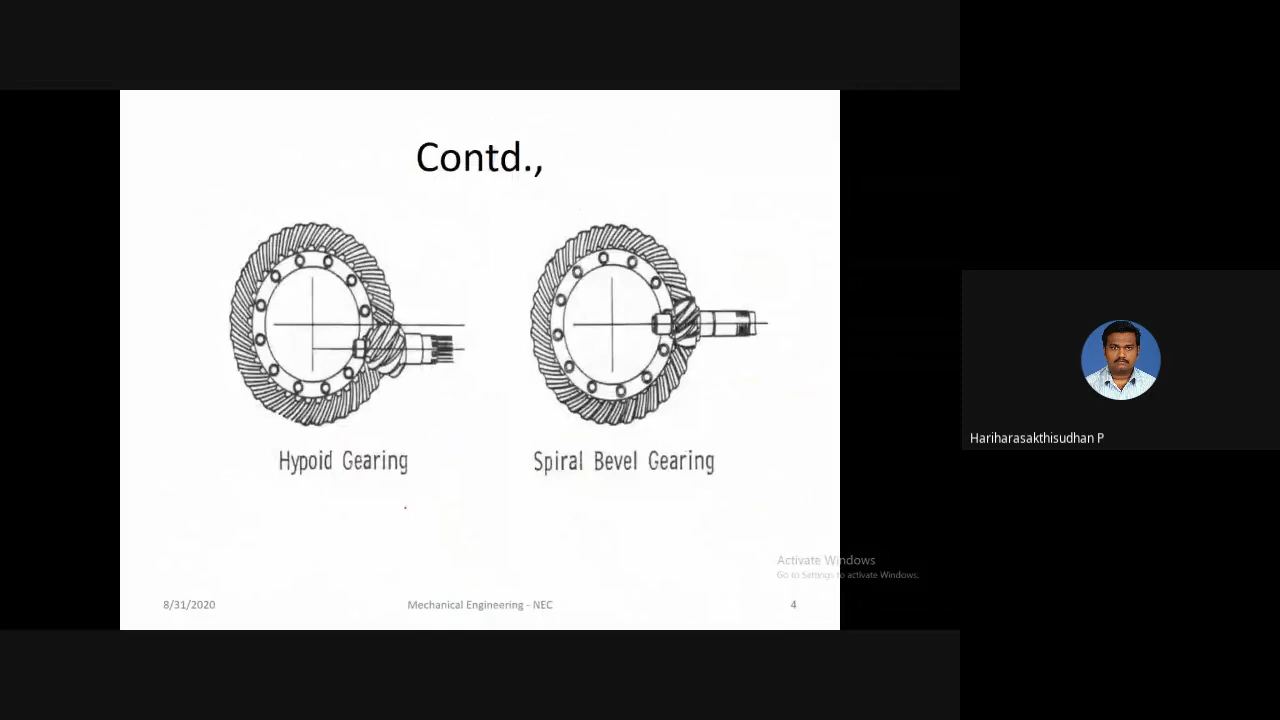 Contd.,
Hypoid Gearing
Spiral Bevel Gearing
Hariharasakthisudhan P
Activate Windows
Go to Settings to activate Windows.
8/31/2020
Mechanical Engineering - NEC
4